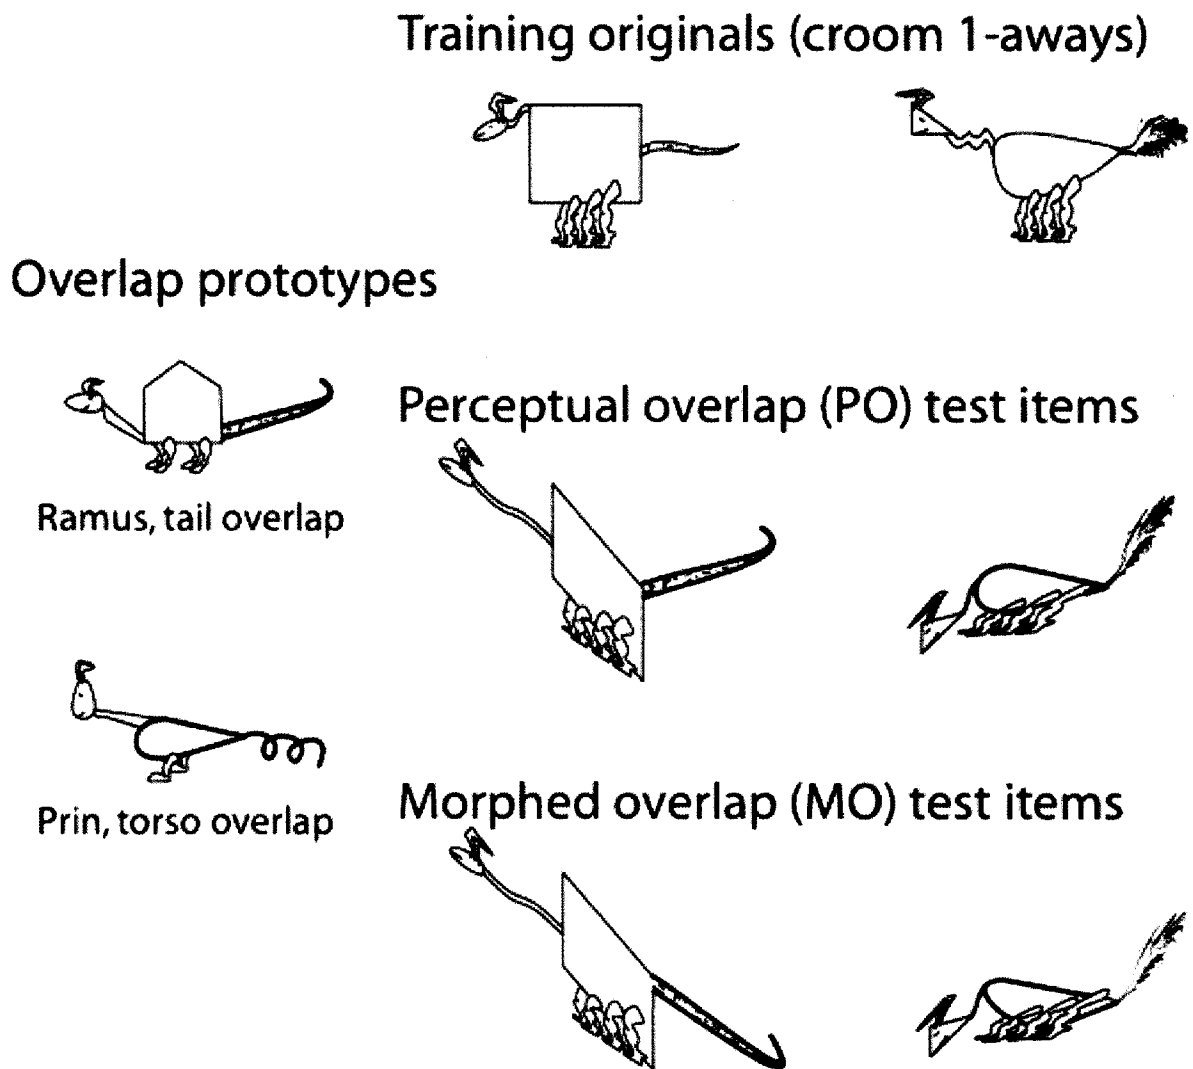 Training originals (croom 1-aways)
Overlap prototypes
Ramus, tail overlap
Prin, torso overlap
Perceptual overlap (PO) test items
Morphed overlap (MO) test items